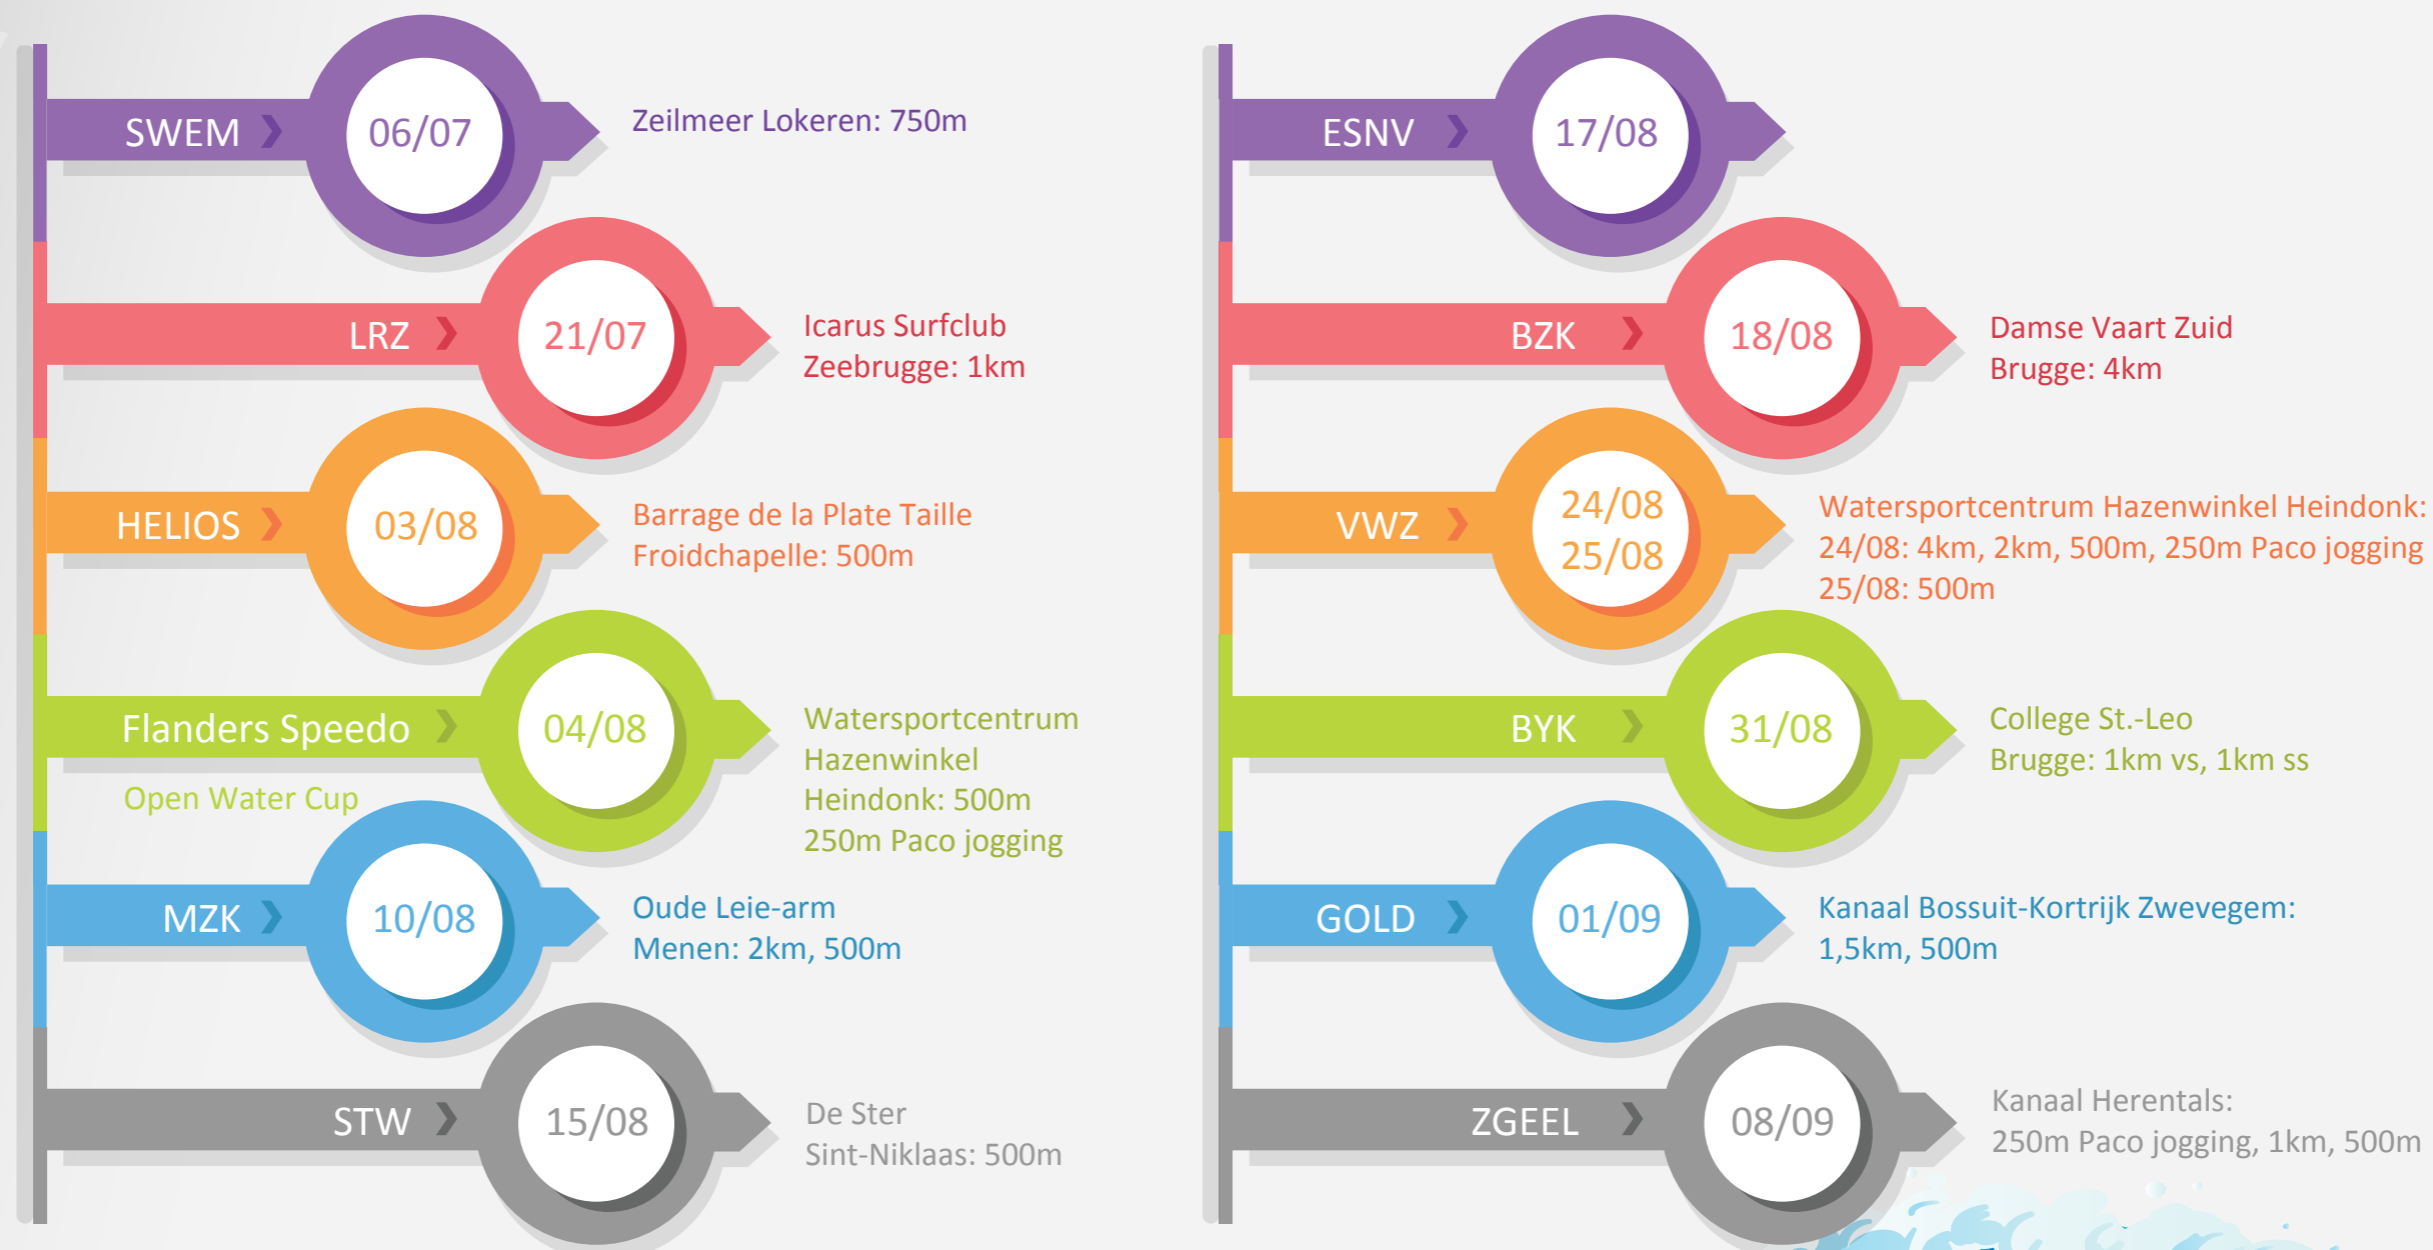 SWEM
06/07
Zeilmeer Lokeren: 750m
LRZ
21/07
Icarus Surfclub
Zeebrugge: 1km
HELIOS
03/08
Barrage de la Plate Taille
Froidchapelle: 500m
Flanders Speedo
Open Water Cup
04/08
Watersportcentrum
Hazenwinkel
Heindonk: 500m
250m Paco jogging
MZK
10/08
Oude Leie-arm
Menen: 2km, 500m
STW
15/08
De Ster
Sint-Niklaas: 500m
ESNV
17/08
BZK
18/08
Damse Vaart Zuid
Brugge: 4km
VWZ
24/08
25/08
Watersportcentrum Hazenwinkel Heindonk:
24/08: 4km, 2km, 500m, 250m Paco jogging
25/08: 500m
BYK
31/08
College St.-Leo
Brugge: 1km vs, 1km ss
GOLD
01/09
Kanaal Bossuit-Kortrijk Zwevegem:
1,5km, 500m
ZGEEL
08/09
Kanaal Herentals:
250m Paco jogging, 1km, 500m